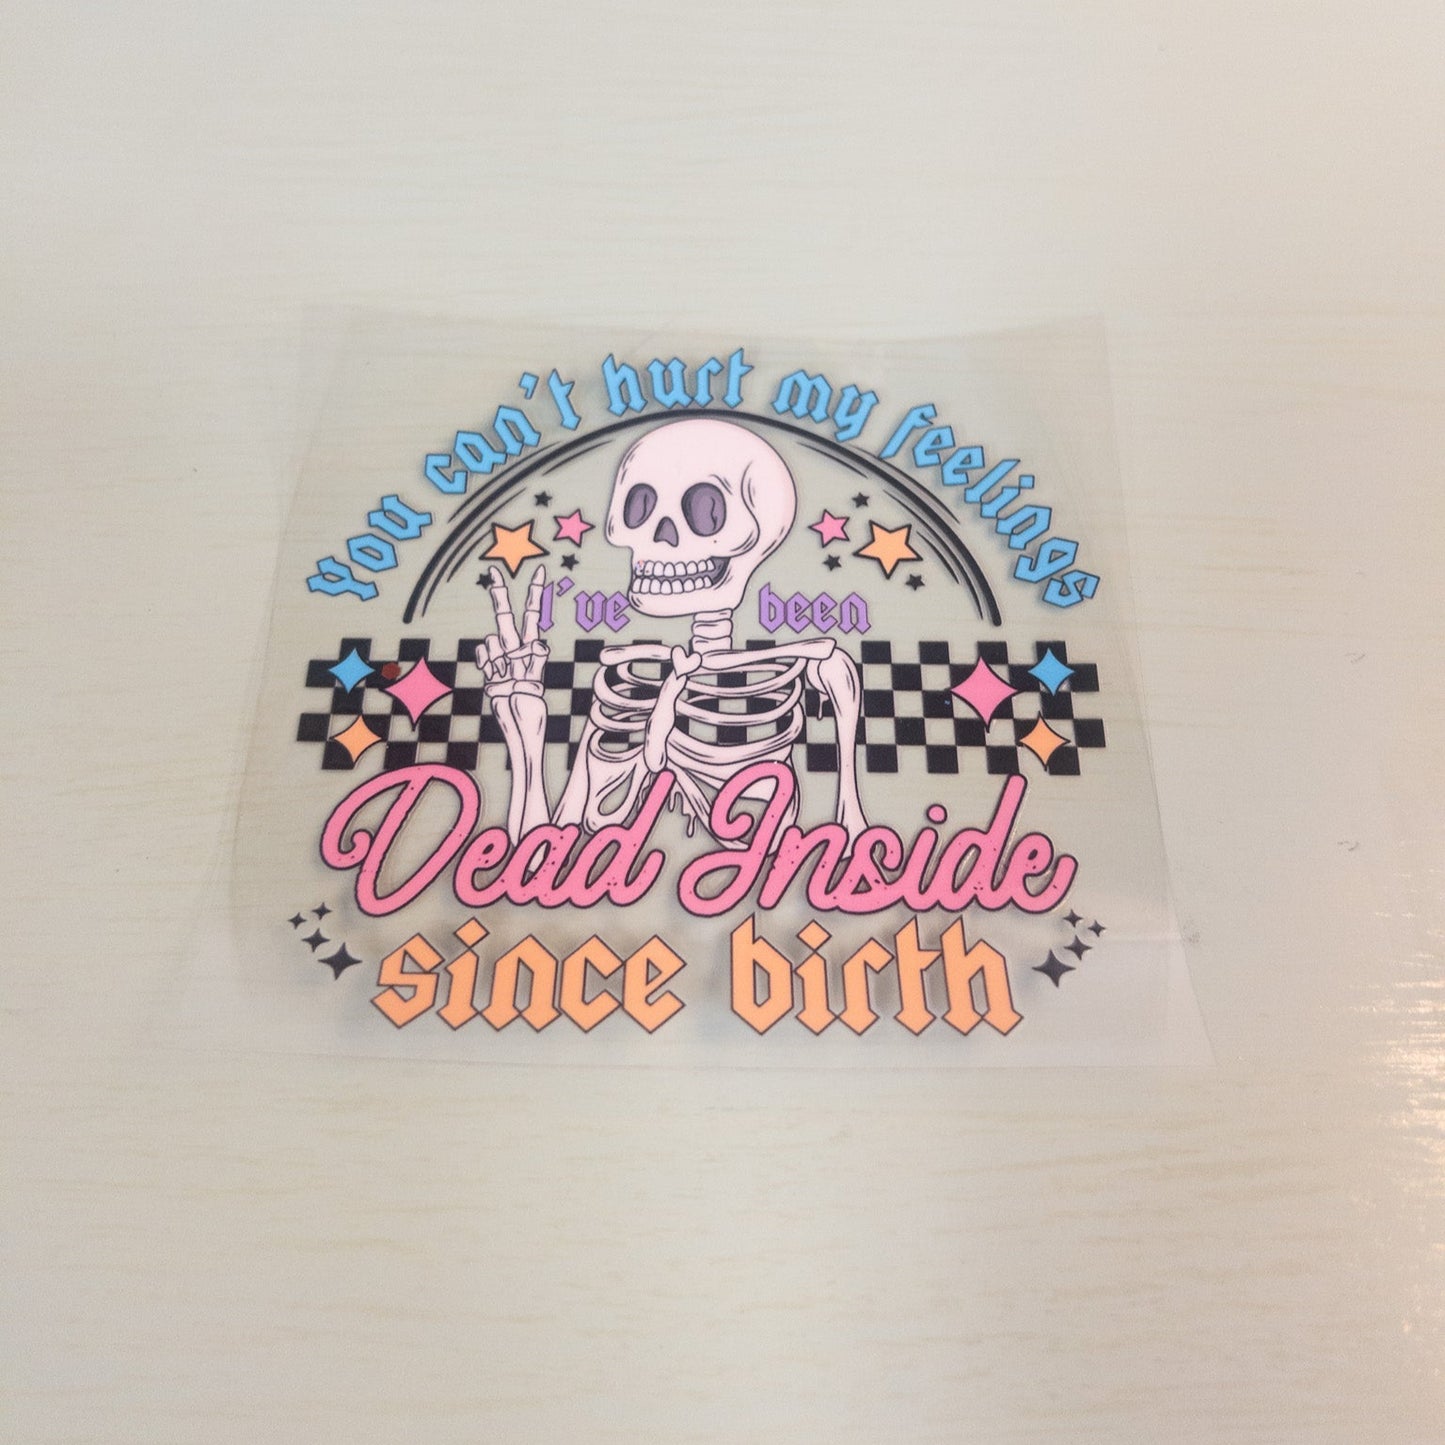 You can't hurt my feelings
I've been
Dead Inside
since birth